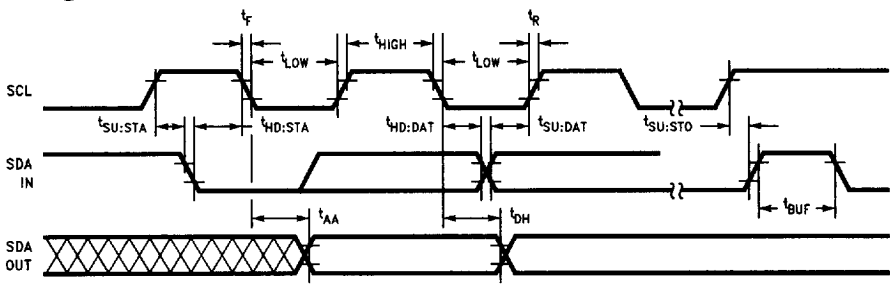 tF tR
tLOW tHIGH tLOW
SCL
tSU:STA tHD:STA tHD:DAT tSU:DAT tSU:STO
SDA
IN
tBUF
tAA tDH
SDA
OUT